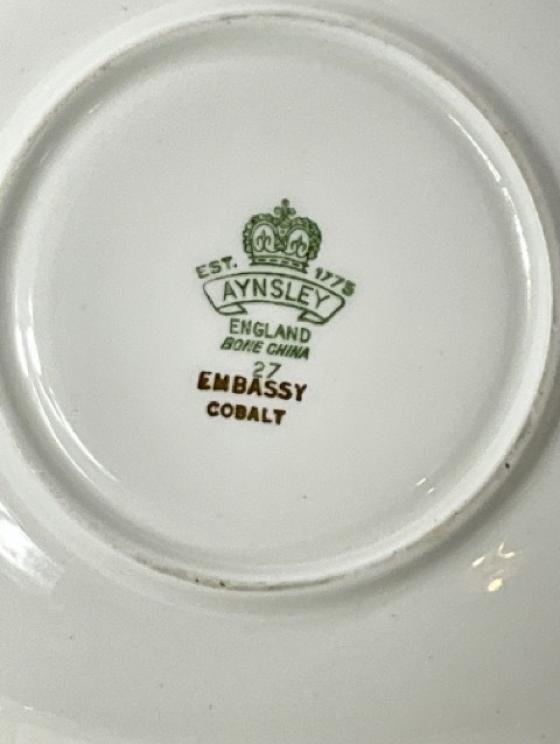 EST. 1775
AYNSLEY
ENGLAND
BONE CHINA
27
EMBASSY
COBALT